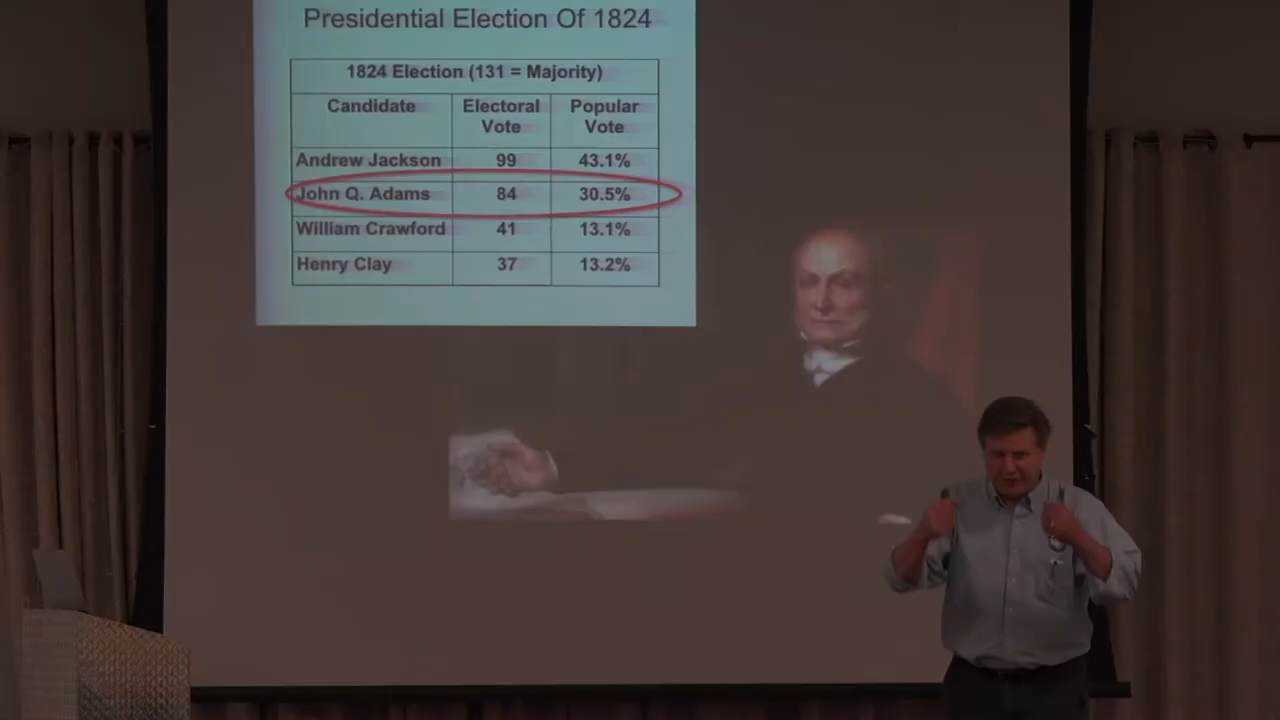 Presidential Election Of 1824
1824 Election (131 = Majority)
Candidate Electoral Vote Popular Vote
Andrew Jackson 99 43.1%
John Q. Adams 84 30.5%
William Crawford 41 13.1%
Henry Clay 37 13.2%